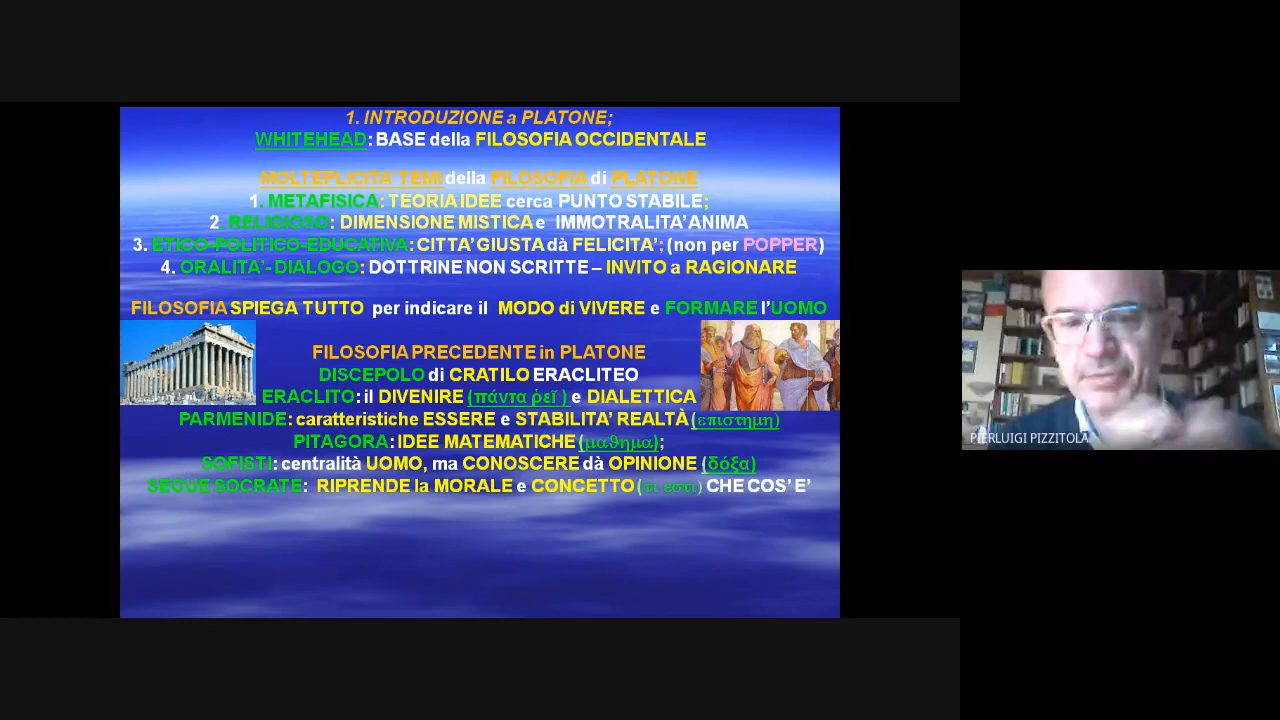 1. INTRODUZIONE a PLATONE;
WHITEHEAD: BASE della FILOSOFIA OCCIDENTALE
MOLTEPLICITA' TEMI della FILOSOFIA di PLATONE
1. METAFISICA: TEORIA IDEE cerca PUNTO STABILE;
2. RELIGIOSO: DIMENSIONE MISTICA e IMMOTRALITA' ANIMA
3. ETICO-POLITICO-EDUCATIVA: CITTA' GIUSTA dà FELICITA'; (non per POPPER)
4. ORALITA'- DIALOGO: DOTTRINE NON SCRITTE – INVITO a RAGIONARE
FILOSOFIA SPIEGA TUTTO per indicare il MODO di VIVERE e FORMARE l'UOMO
FILOSOFIA PRECEDENTE in PLATONE
DISCEPOLO di CRATILO ERACLITEO
ERACLITO: il DIVENIRE (πάντα ῥεῖ ) e DIALETTICA
PARMENIDE: caratteristiche ESSERE e STABILITA' REALTÀ (επιστημη)
PITAGORA: IDEE MATEMATICHE (μαθημα);
SOFISTI: centralità UOMO, ma CONOSCERE dà OPINIONE (δόξα)
SEGUE SOCRATE: RIPRENDE la MORALE e CONCETTO (τι εστι) CHE COS' E'
PIERLUIGI PIZZITOLA